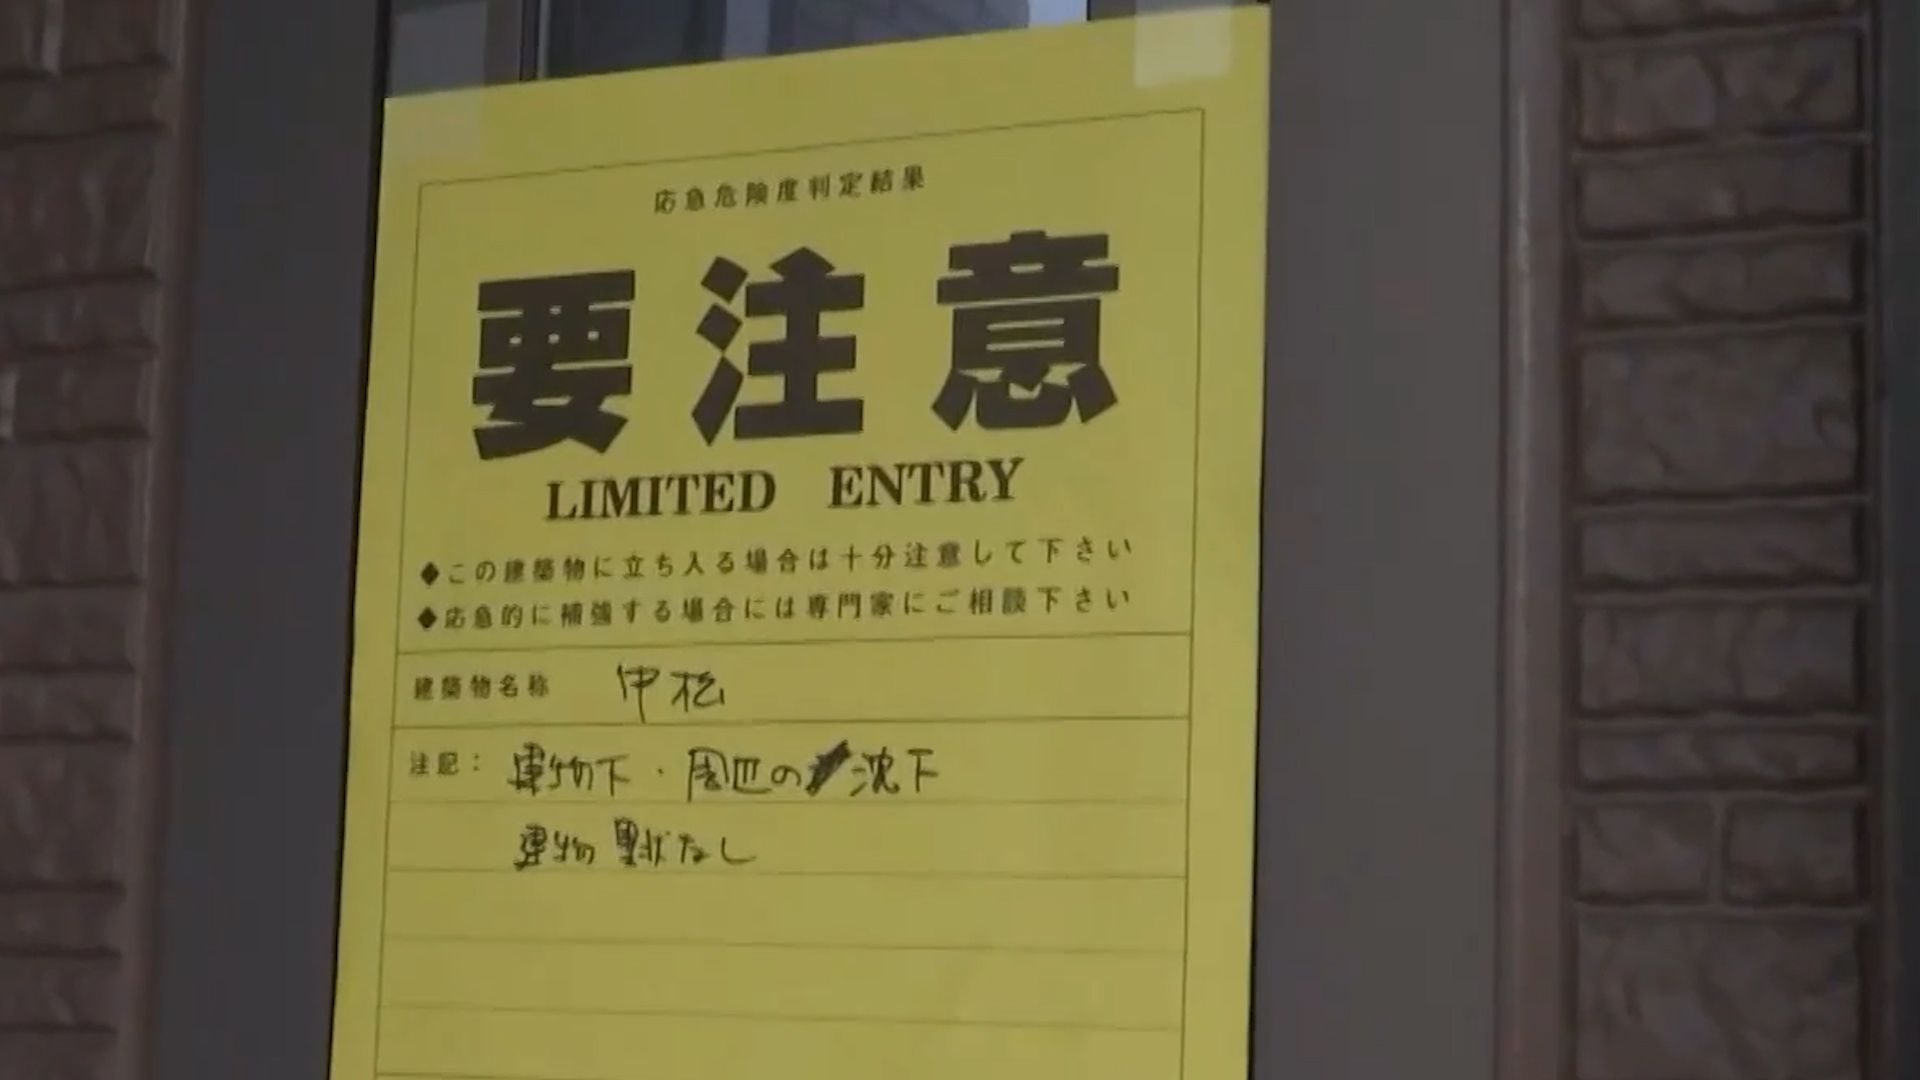 応急危険度判定結果
要注意
LIMITED ENTRY
◆この建築物に立ち入る場合は十分注意して下さい
◆応急的に補強する場合には専門家にご相談下さい
建築物名称
注記： 建物下・周囲の 沈下
建物 なし